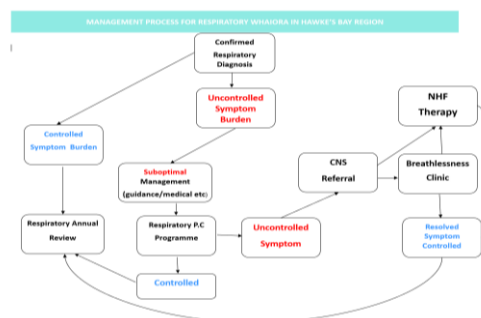 MANAGEMENT PROCESS FOR RESPIRATORY WHAIORA IN HAWKE'S BAY REGION
Confirmed
Respiratory
Diagnosis
Uncontrolled
Symptom
Burden
NHF
Therapy
Controlled
Symptom Burden
Suboptimal
Management
(guidance/medical etc)
CNS
Referral
Breathlessness
Clinic
Respiratory Annual
Review
Respiratory P.C
Programme
Uncontrolled
Symptom
Resolved
Symptom
Controlled
Controlled